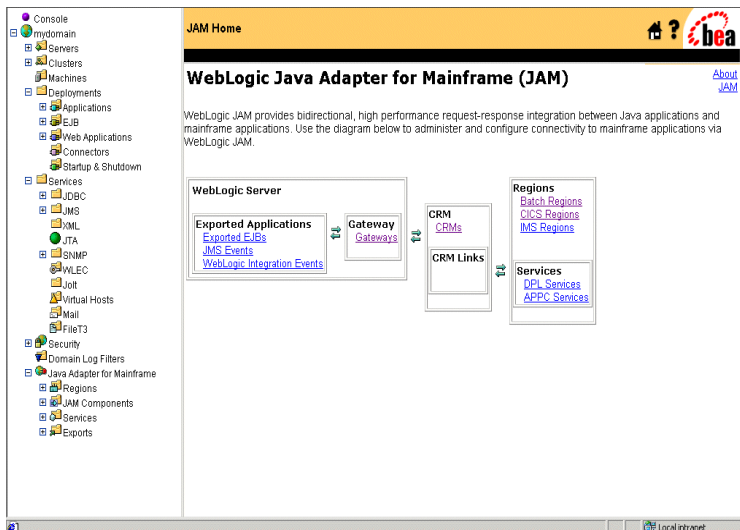 Console
mydomain
Servers
Clusters
Machines
Deployments
Applications
EJB
Web Applications
Connectors
Startup & Shutdown
Services
JDBC
JMS
XML
JTA
SNMP
WLEC
Jolt
Virtual Hosts
Mail
FileT3
Security
Domain Log Filters
Java Adapter for Mainframe
Regions
JAM Components
Services
Exports
JAM Home
?
bea
WebLogic Java Adapter for Mainframe (JAM)
About
JAM
WebLogic JAM provides bidirectional, high performance request-response integration between Java applications and
mainframe applications. Use the diagram below to administer and configure connectivity to mainframe applications via
WebLogic JAM.
WebLogic Server
Exported Applications
Exported EJBs
JMS Events
WebLogic Integration Events
Gateway
Gateways
CRM
CRMs
CRM Links
Regions
Batch Regions
CICS Regions
IMS Regions
Services
DPL Services
APPC Services
Local intranet